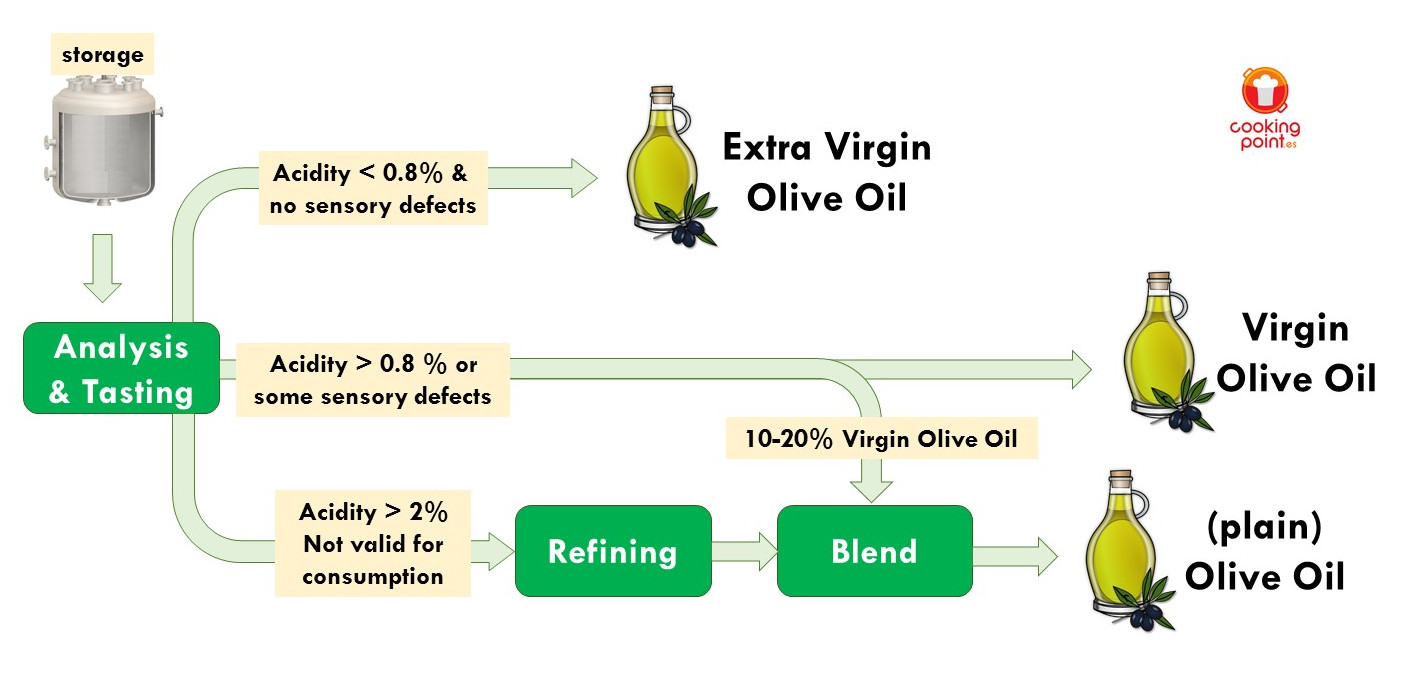 storage
cooking
point.es
Acidity < 0.8% &
no sensory defects
Extra Virgin
Olive Oil
Analysis
& Tasting
Acidity > 0.8 % or
some sensory defects
Virgin
Olive Oil
10-20% Virgin Olive Oil
Acidity > 2%
Not valid for
consumption
Refining
Blend
(plain)
Olive Oil